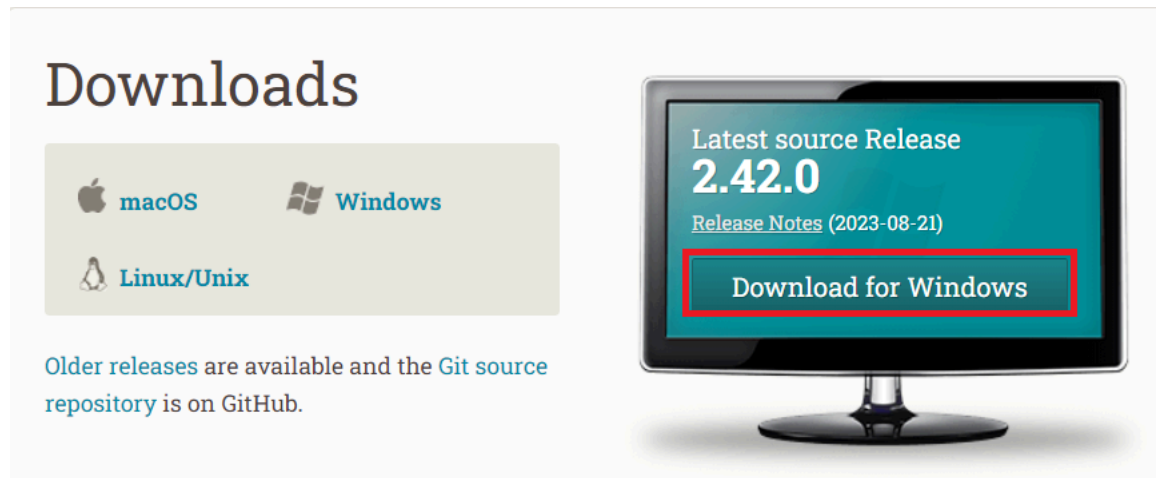 Downloads
macOS
Windows
Linux/Unix
Older releases are available and the Git source
repository is on GitHub.
Latest source Release
2.42.0
Release Notes (2023-08-21)
Download for Windows